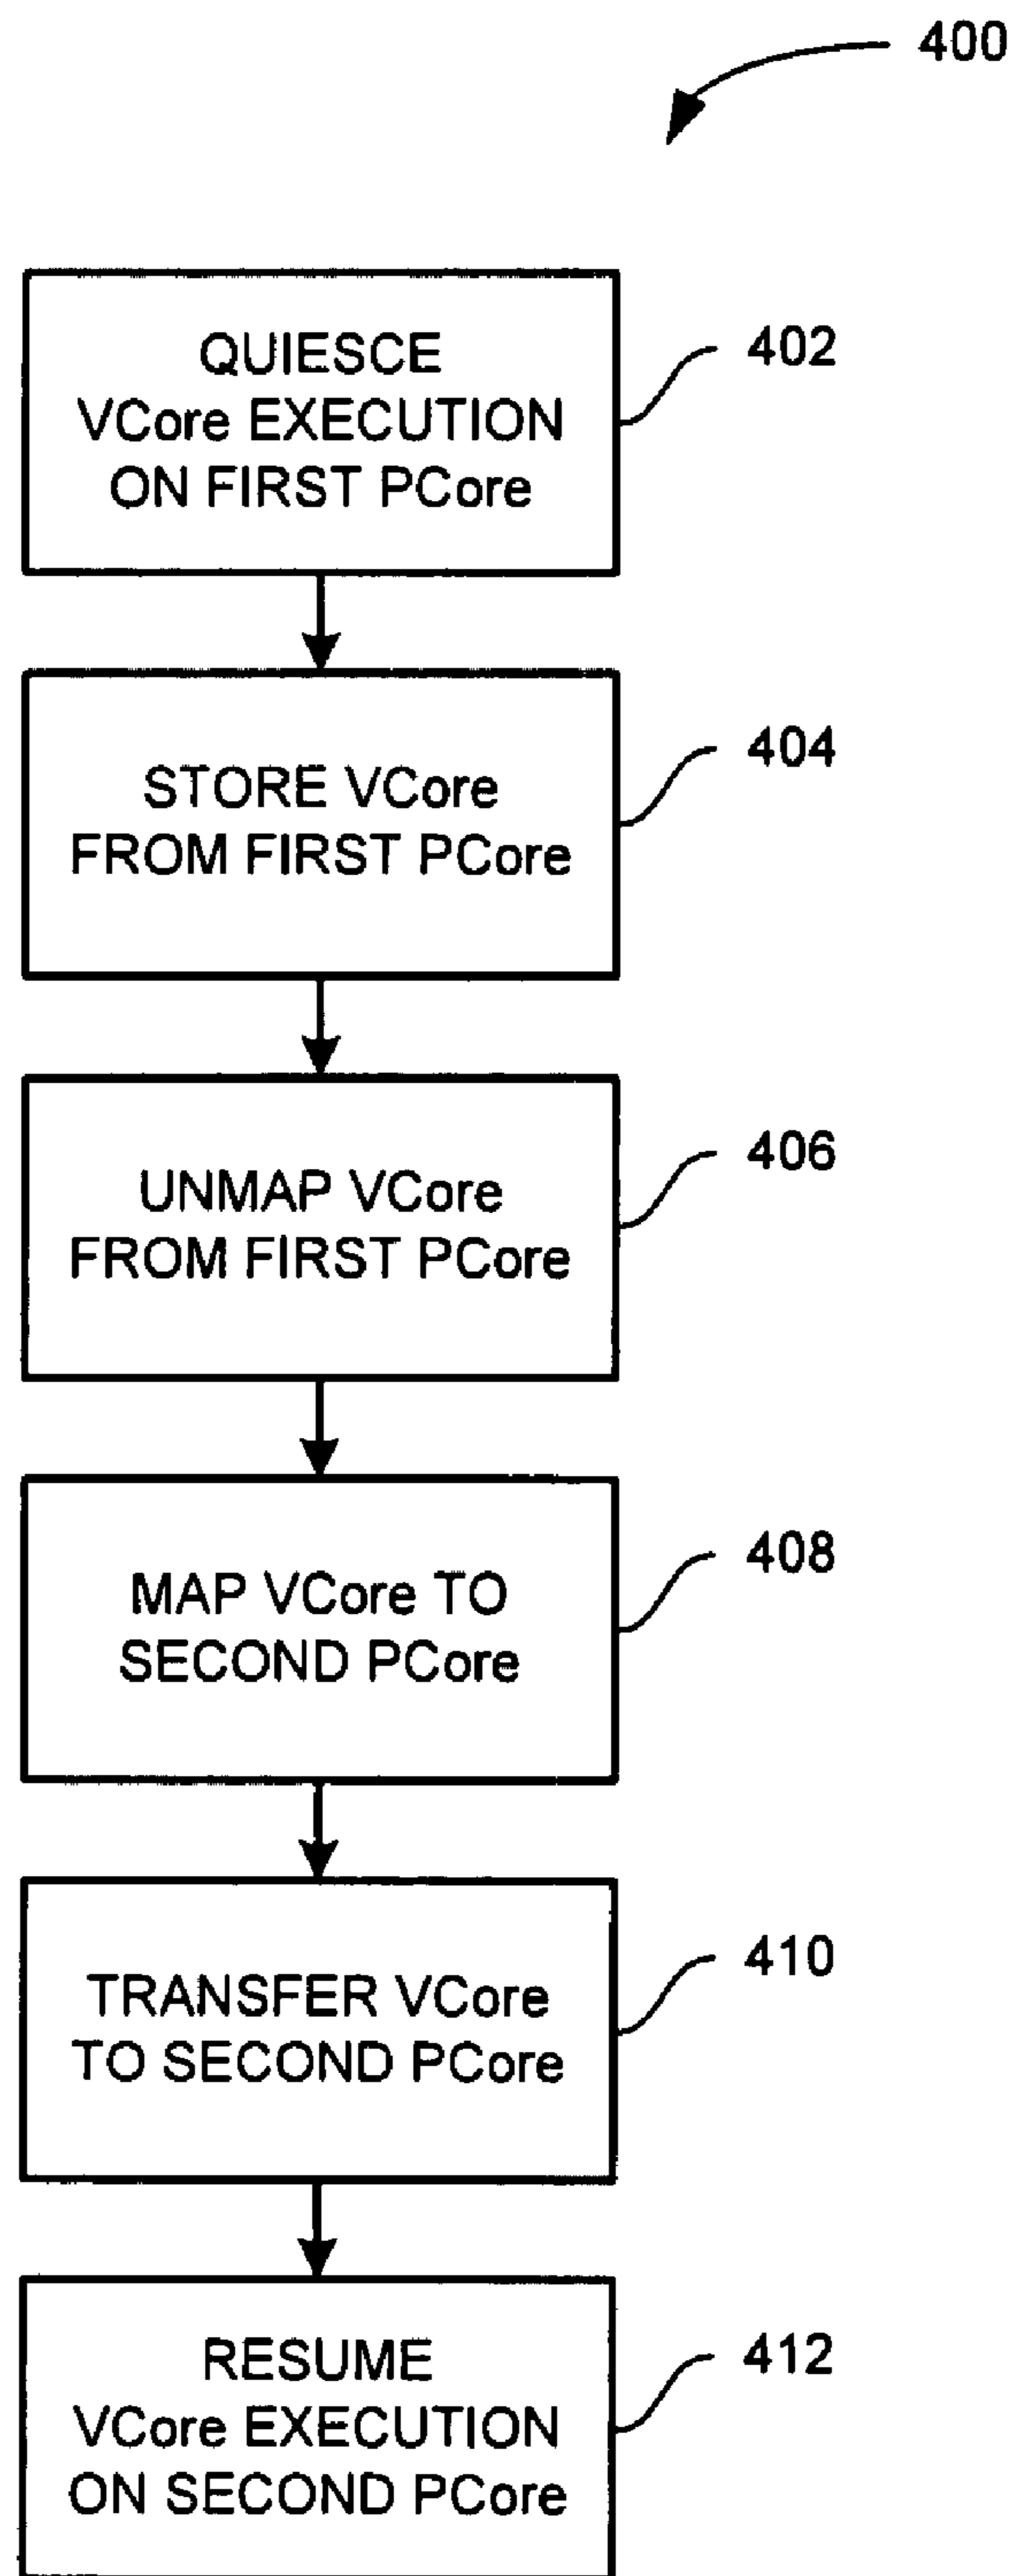 400
QUIESCE
VCore EXECUTION
ON FIRST PCore
402
STORE VCore
FROM FIRST PCore
404
UNMAP VCore
FROM FIRST PCore
406
MAP VCore TO
SECOND PCore
408
TRANSFER VCore
TO SECOND PCore
410
RESUME
VCore EXECUTION
ON SECOND PCore
412